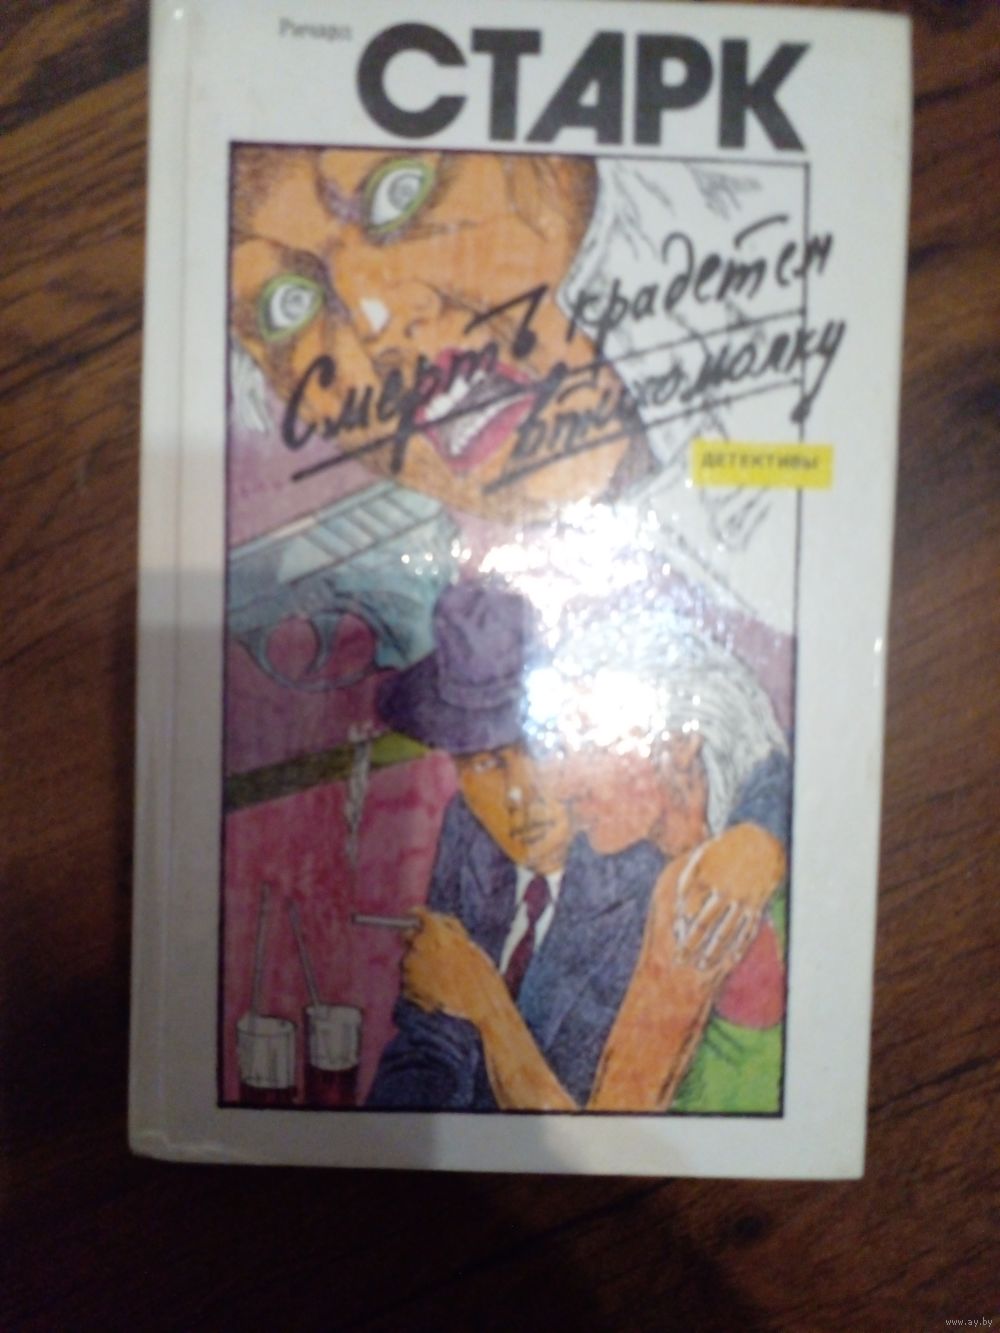 Ричард
СТАРК
Смерть крадется
втихомолку
ДЕТЕКТИВЫ
www.ay.by